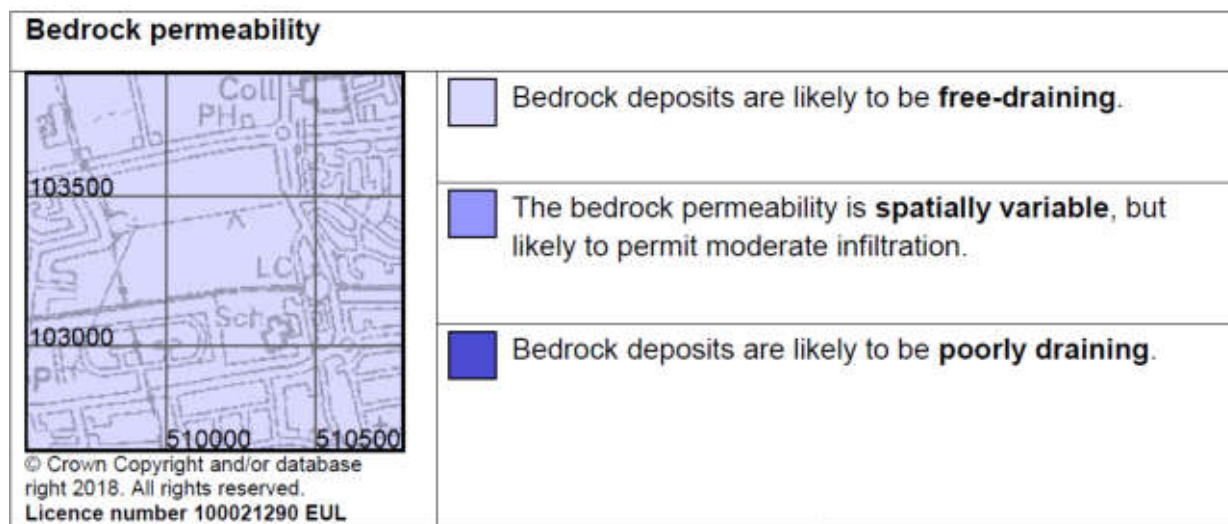 Bedrock permeability
Coll
PH
103500
LC
Sch
103000
510000
510500
© Crown Copyright and/or database
right 2018. All rights reserved.
Licence number 100021290 EUL
Bedrock deposits are likely to be free-draining.
The bedrock permeability is spatially variable, but
likely to permit moderate infiltration.
Bedrock deposits are likely to be poorly draining.